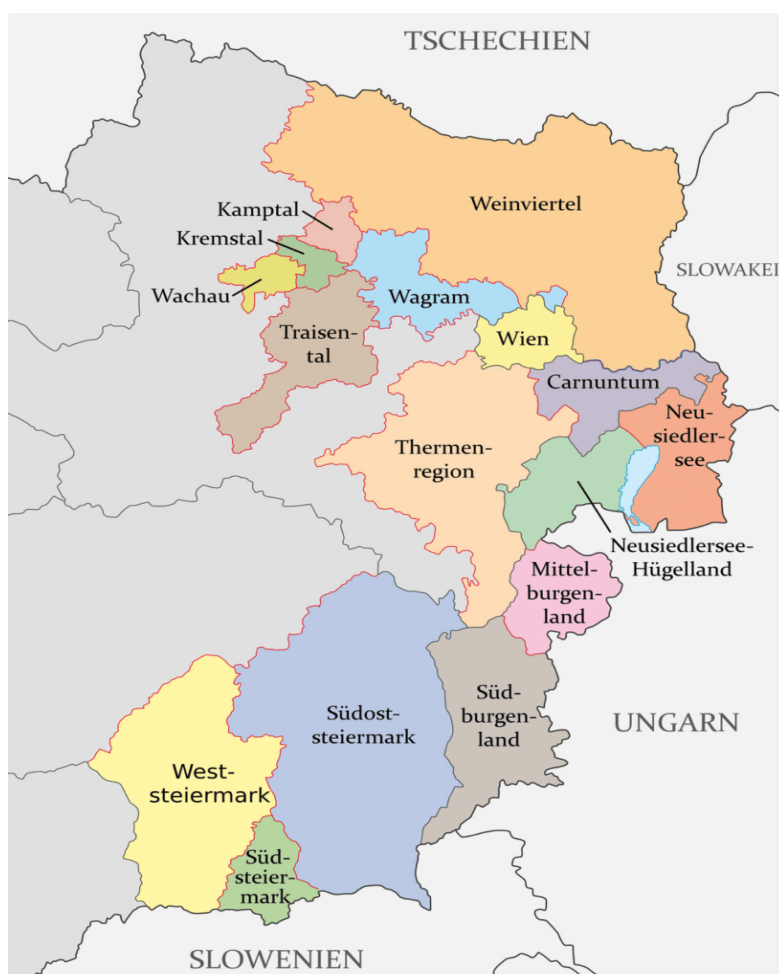 TSCHECHIEN
Weinviertel
Kamptal
Kremstal
SLOWAKEI
Wachau
Wagram
Traisen-
tal
Wien
Carnuntum
Neu-
siedler-
see
Thermen-
region
Neusiedlersee-
Hügelland
Mittel-
burgen-
land
Süd-
burgen-
land
Südost-
steiermark
UNGARN
West-
steiermark
Süd-
steier-
mark
SLOWENIEN